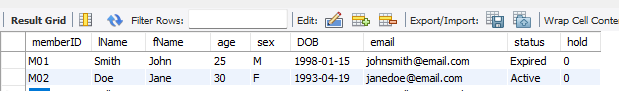 Result Grid Filter Rows: Edit: Export/Import: Wrap Cell Conter
memberID lName fName age sex DOB email status hold
M01 Smith John 25 M 1998-01-15 johnsmith@email.com Expired 0
M02 Doe Jane 30 F 1993-04-19 janedoe@email.com Active 0